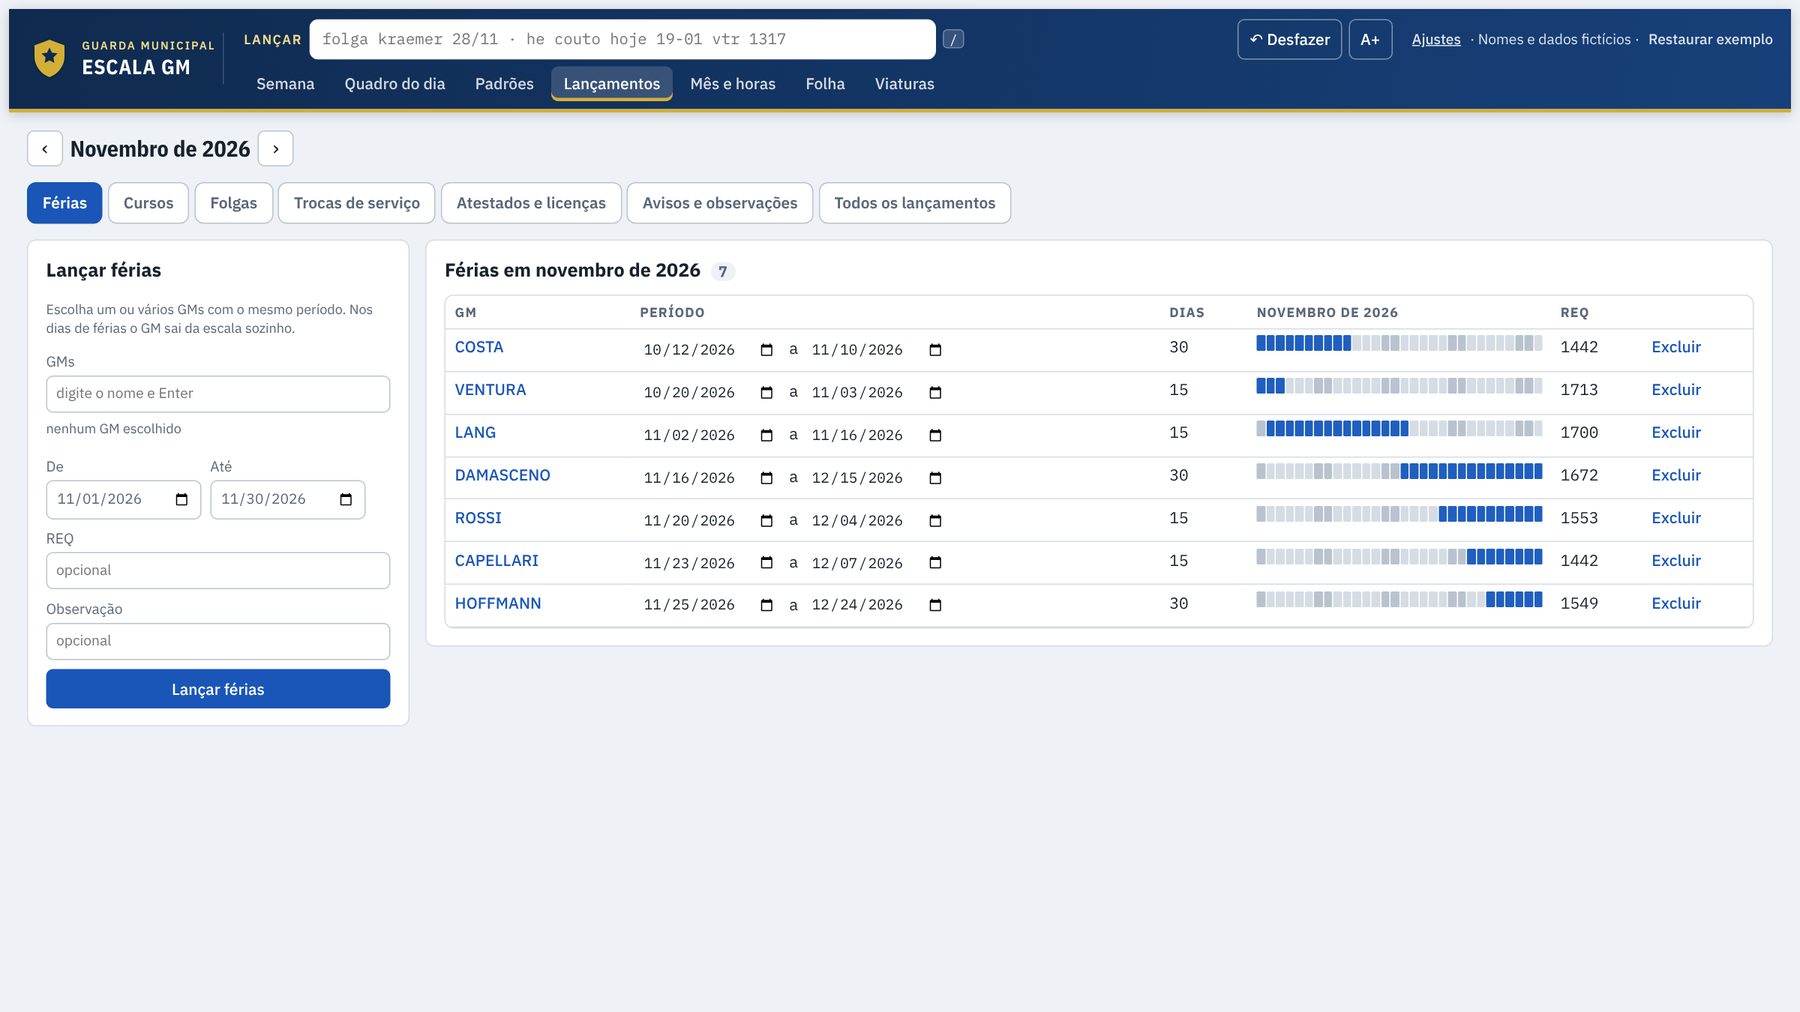 GUARDA MUNICIPAL
ESCALA GM
LANÇAR folga kraemer 28/11 · he couto hoje 19-01 vtr 1317 /
↶ Desfazer A+ Ajustes · Nomes e dados fictícios · Restaurar exemplo
Semana Quadro do dia Padrões Lançamentos Mês e horas Folha Viaturas
‹ Novembro de 2026 ›
Férias Cursos Folgas Trocas de serviço Atestados e licenças Avisos e observações Todos os lançamentos
Lançar férias
Escolha um ou vários GMs com o mesmo período. Nos
dias de férias o GM sai da escala sozinho.
GMs
digite o nome e Enter
nenhum GM escolhido
De Até
11/01/2026 11/30/2026
REQ
opcional
Observação
opcional
Lançar férias
Férias em novembro de 2026 7
GM PERÍODO DIAS NOVEMBRO DE 2026 REQ
COSTA 10/12/2026 a 11/10/2026 30 1442 Excluir
VENTURA 10/20/2026 a 11/03/2026 15 1713 Excluir
LANG 11/02/2026 a 11/16/2026 15 1700 Excluir
DAMASCENO 11/16/2026 a 12/15/2026 30 1672 Excluir
ROSSI 11/20/2026 a 12/04/2026 15 1553 Excluir
CAPELLARI 11/23/2026 a 12/07/2026 15 1442 Excluir
HOFFMANN 11/25/2026 a 12/24/2026 30 1549 Excluir